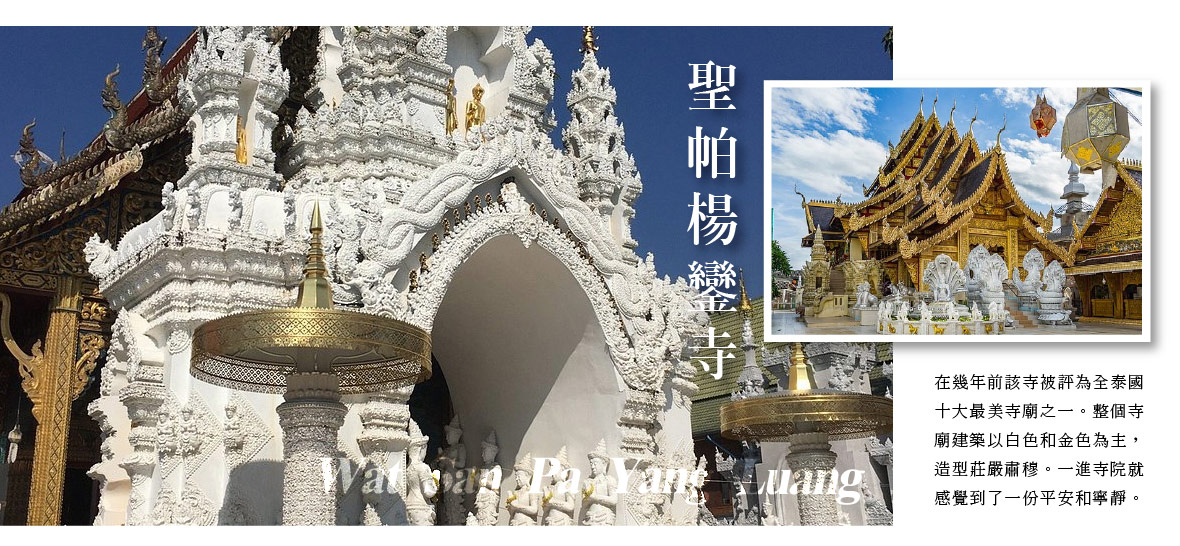 聖帕楊鑾寺
Wat San Pa Yang Luang
在幾年前該寺被評為全泰國
十大最美寺廟之一。整個寺
廟建築以白色和金色為主，
造型莊嚴肅穆。一進寺院就
感覺到了一份平安和寧靜。